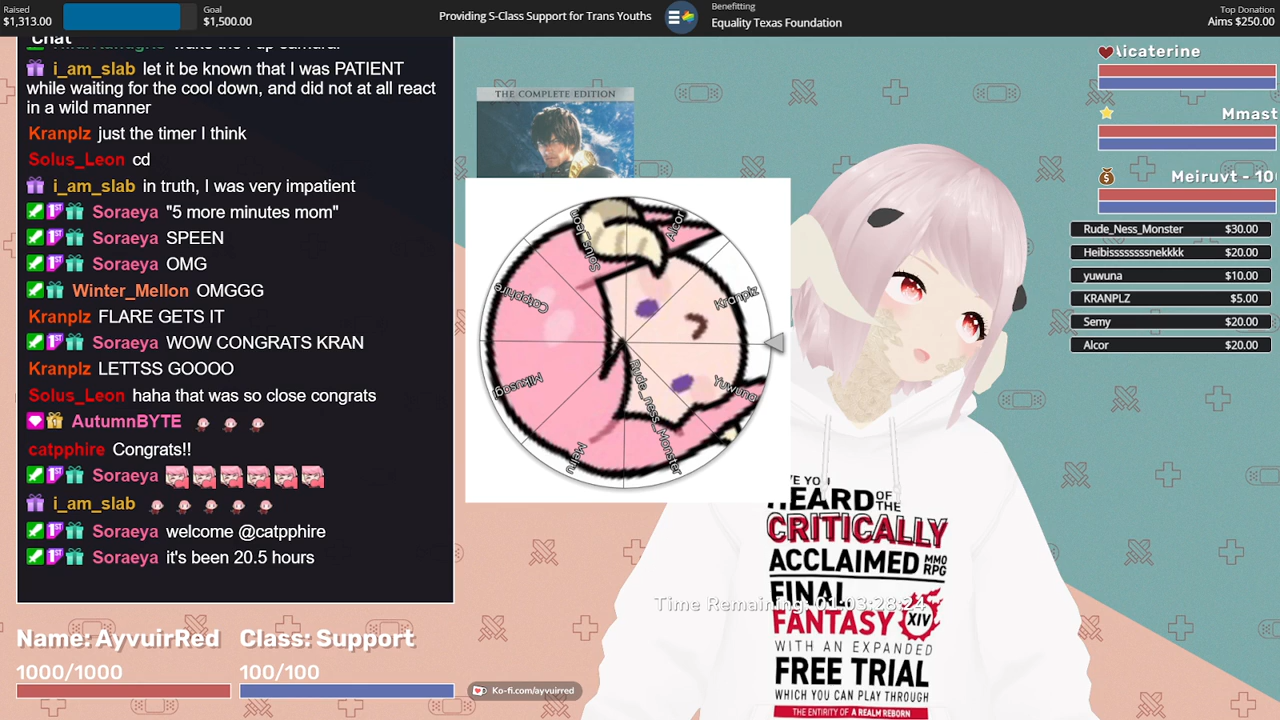 Raised
$1,313.00
Goal
$1,500.00
Providing S-Class Support for Trans Youths
Benefitting
Equality Texas Foundation
Top Donation
Aims $250.00
Chat
i_am_slab let it be known that I was PATIENT
while waiting for the cool down, and did not at all react
in a wild manner
Kranplz just the timer I think
Solus_Leon cd
i_am_slab in truth, I was very impatient
Soraeya "5 more minutes mom"
Soraeya SPEEN
Soraeya OMG
Winter_Mellon OMGGG
Kranplz FLARE GETS IT
Soraeya WOW CONGRATS KRAN
Kranplz LETTSS GOOOO
Solus_Leon haha that was so close congrats
AutumnBYTE
catpphire Congrats!!
Soraeya
i_am_slab
Soraeya welcome @catpphire
Soraeya it's been 20.5 hours
Name: AyvuirRed
Class: Support
1000/1000
100/100
Ko-fi.com/ayvuirred
THE COMPLETE EDITION
Solus_leon
Alcor
Catpphire
Kranplz
Yuwuna
Rude_ness_Monster
Meiru
HEARD OF THE
CRITICALLY
ACCLAIMED MMO RPG
FINAL
FANTASY XIV
WITH AN EXPANDED
FREE TRIAL
WHICH YOU CAN PLAY THROUGH
THE ENTIRETY OF A REALM REBORN
Time Remaining: 01:03:28:24
Mmast
Meiruvt - 10
Rude_Ness_Monster $30.00
Heibisssssssnekkkk $20.00
yuwuna $10.00
KRANPLZ $5.00
Semy $20.00
Alcor $20.00